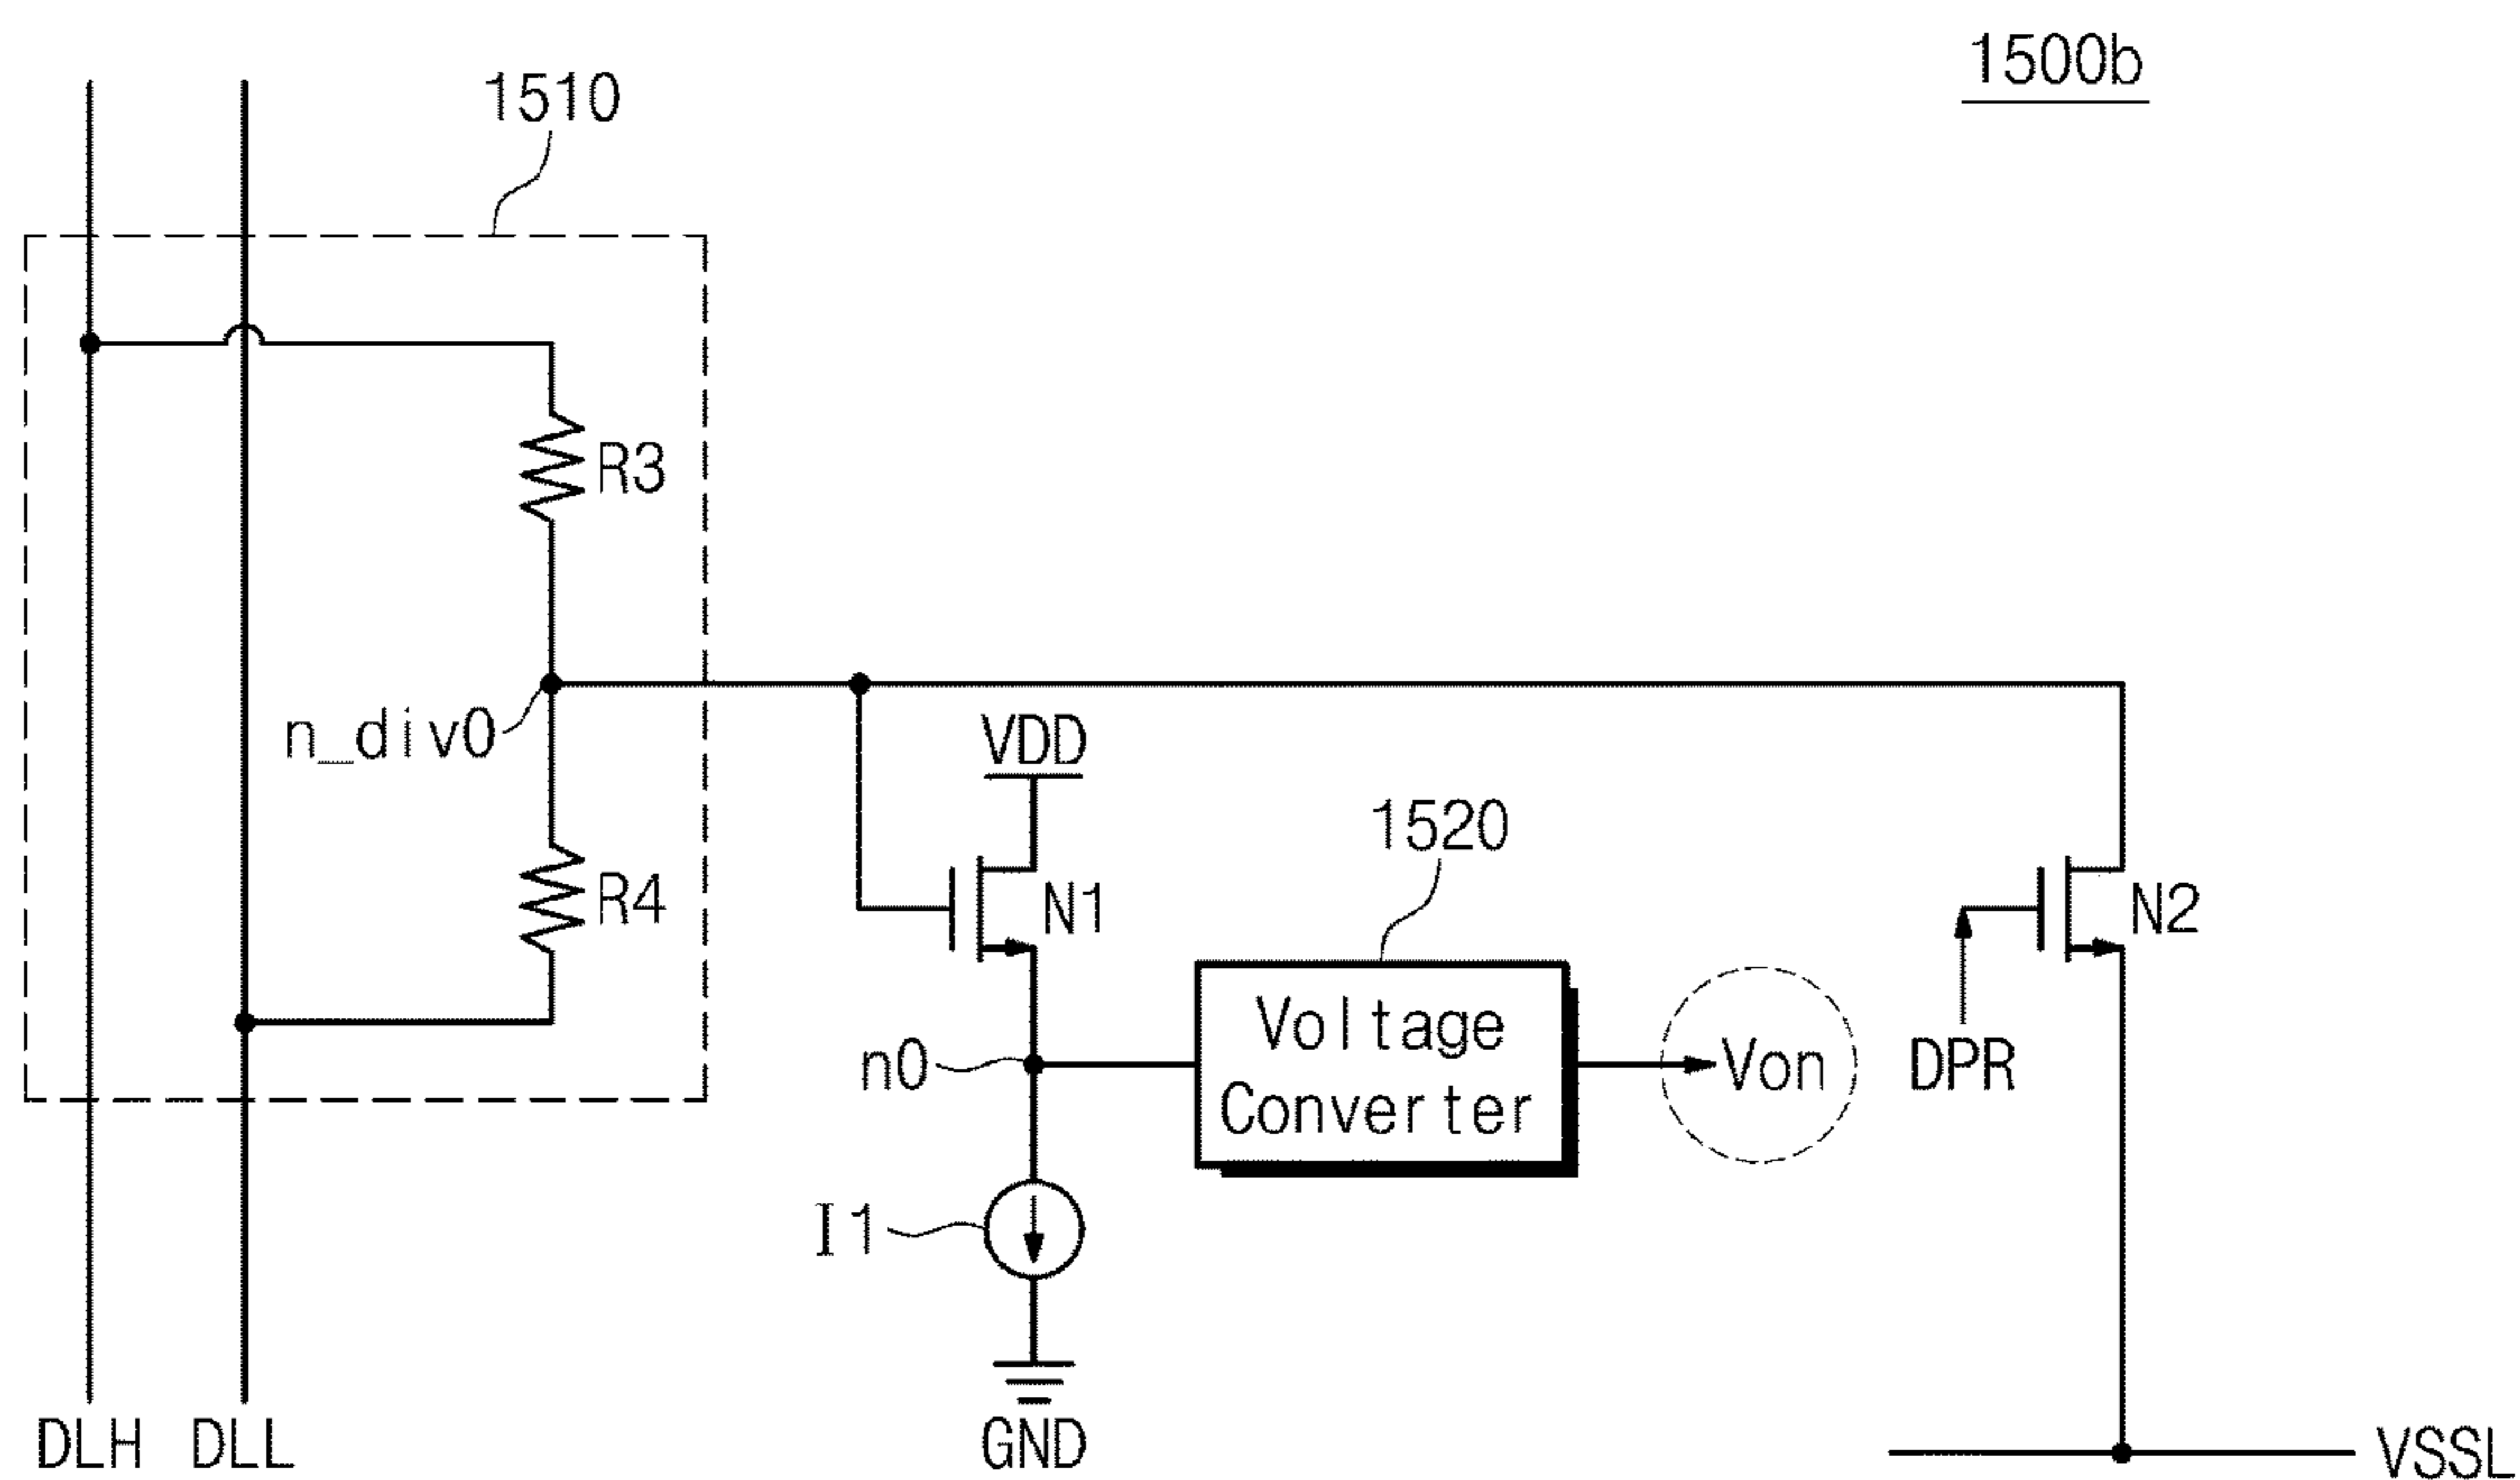 1500b
1510
R3
n_div0
VDD
1520
R4
N1
N2
Voltage
Converter
n0
Von
DPR
I1
DLH
DLL
GND
VSSL